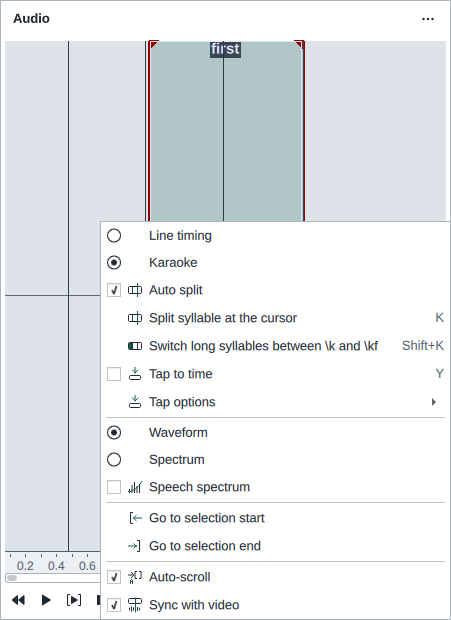 Audio
first
Line timing
Karaoke
Auto split
Split syllable at the cursor K
Switch long syllables between \k and \kf Shift+K
Tap to time Y
Tap options
Waveform
Spectrum
Speech spectrum
Go to selection start
Go to selection end
0.2 0.4 0.6
Auto-scroll
Sync with video